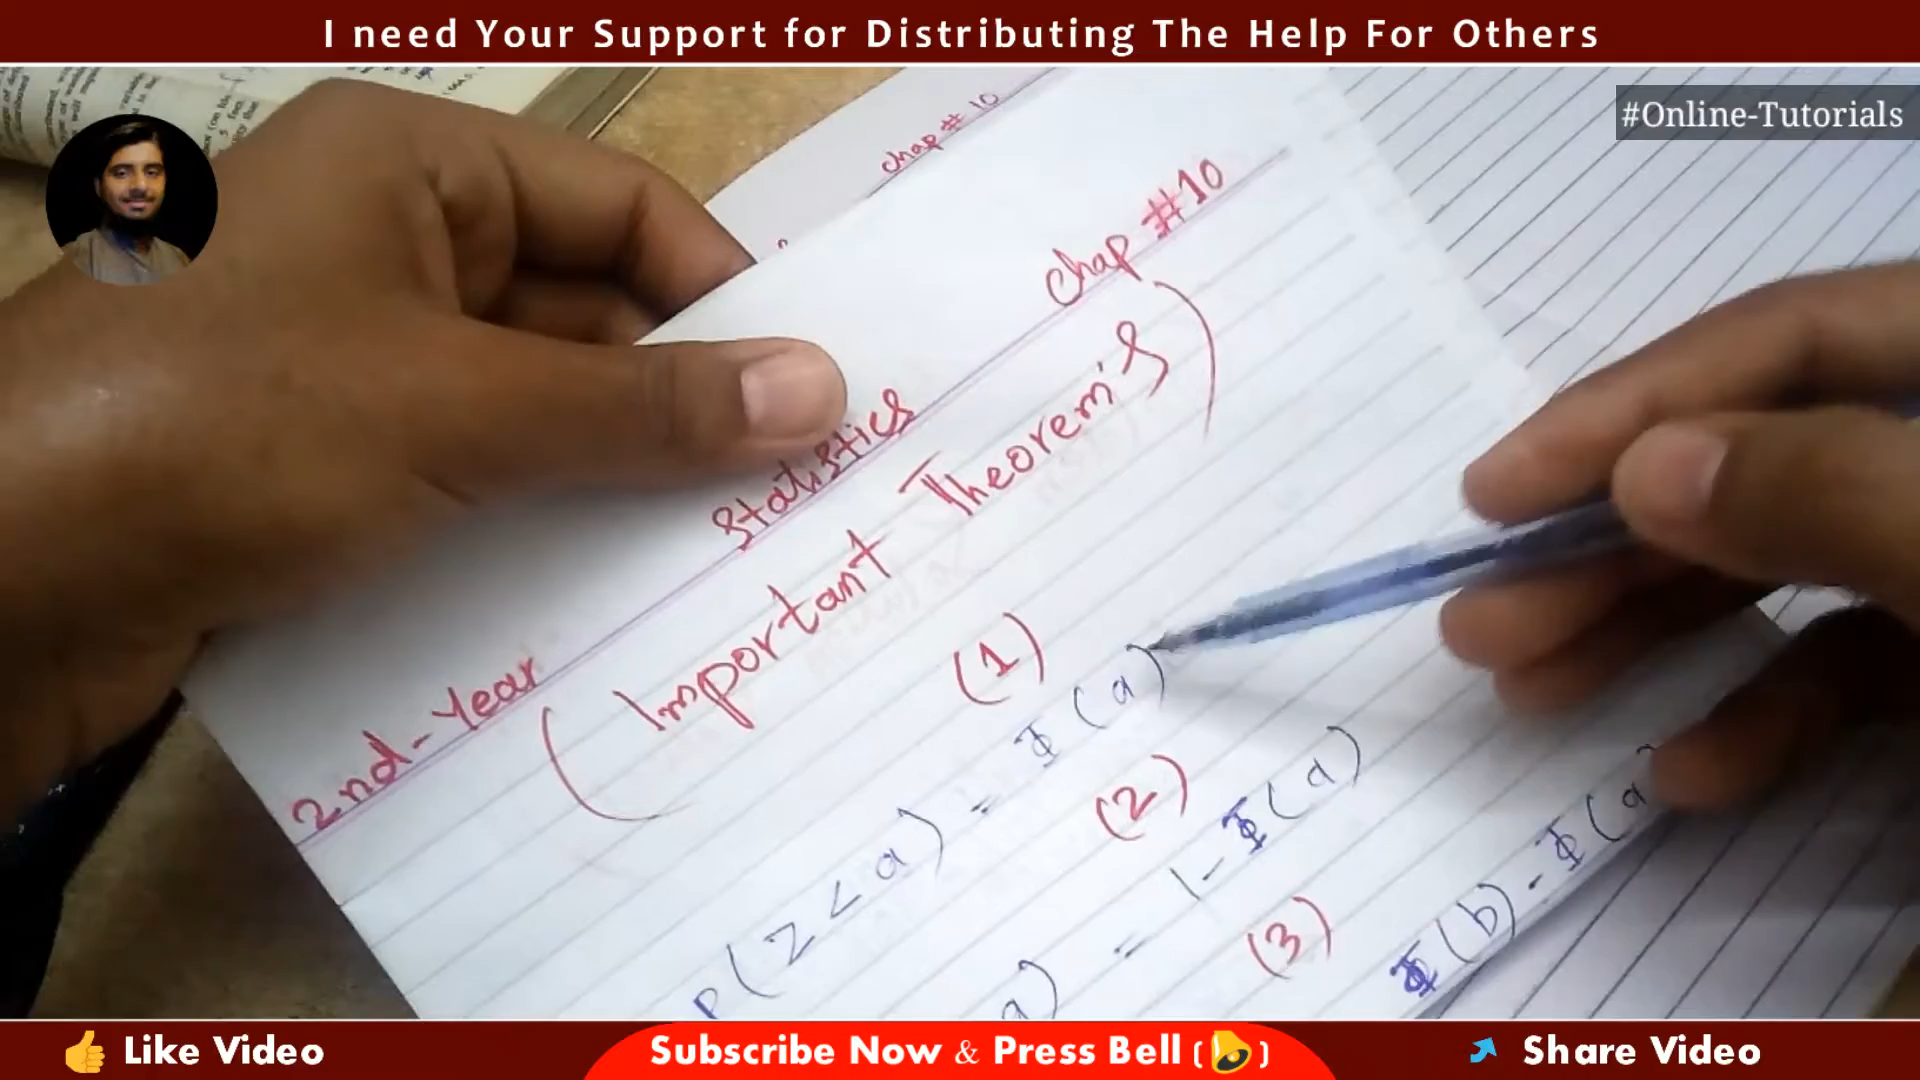 I need Your Support for Distributing The Help For Others
#Online-Tutorials
chap # 10
2nd-Year Statistics Chap #10
( Important Theorem's )
(1)
P(Z < a) = Φ(a)
(2)
a) = 1-Φ(a)
(3)
Φ(b) - Φ(a)
Like Video
Subscribe Now & Press Bell ( )
Share Video